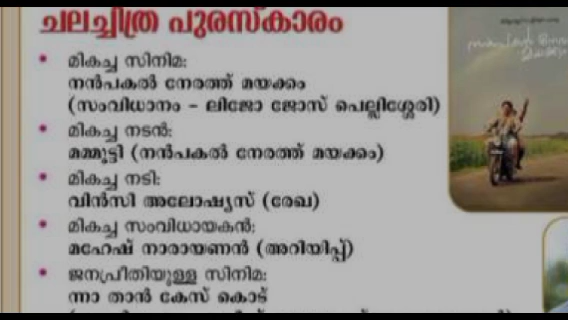 ചലച്ചിത്ര പുരസ്കാരം
• മികച്ച സിനിമ:
നൻപകൽ നേരത്ത് മയക്കം
(സംവിധാനം - ലിജോ ജോസ് പെല്ലിശ്ശേരി)
• മികച്ച നടൻ:
മമ്മൂട്ടി (നൻപകൽ നേരത്ത് മയക്കം)
• മികച്ച നടി:
വിൻസി അലോഷ്യസ് (രേഖ)
• മികച്ച സംവിധായകൻ:
മഹേഷ് നാരായണൻ (അറിയിപ്പ്)
• ജനപ്രീതിയുള്ള സിനിമ:
ന്നാ താൻ കേസ് കൊട്